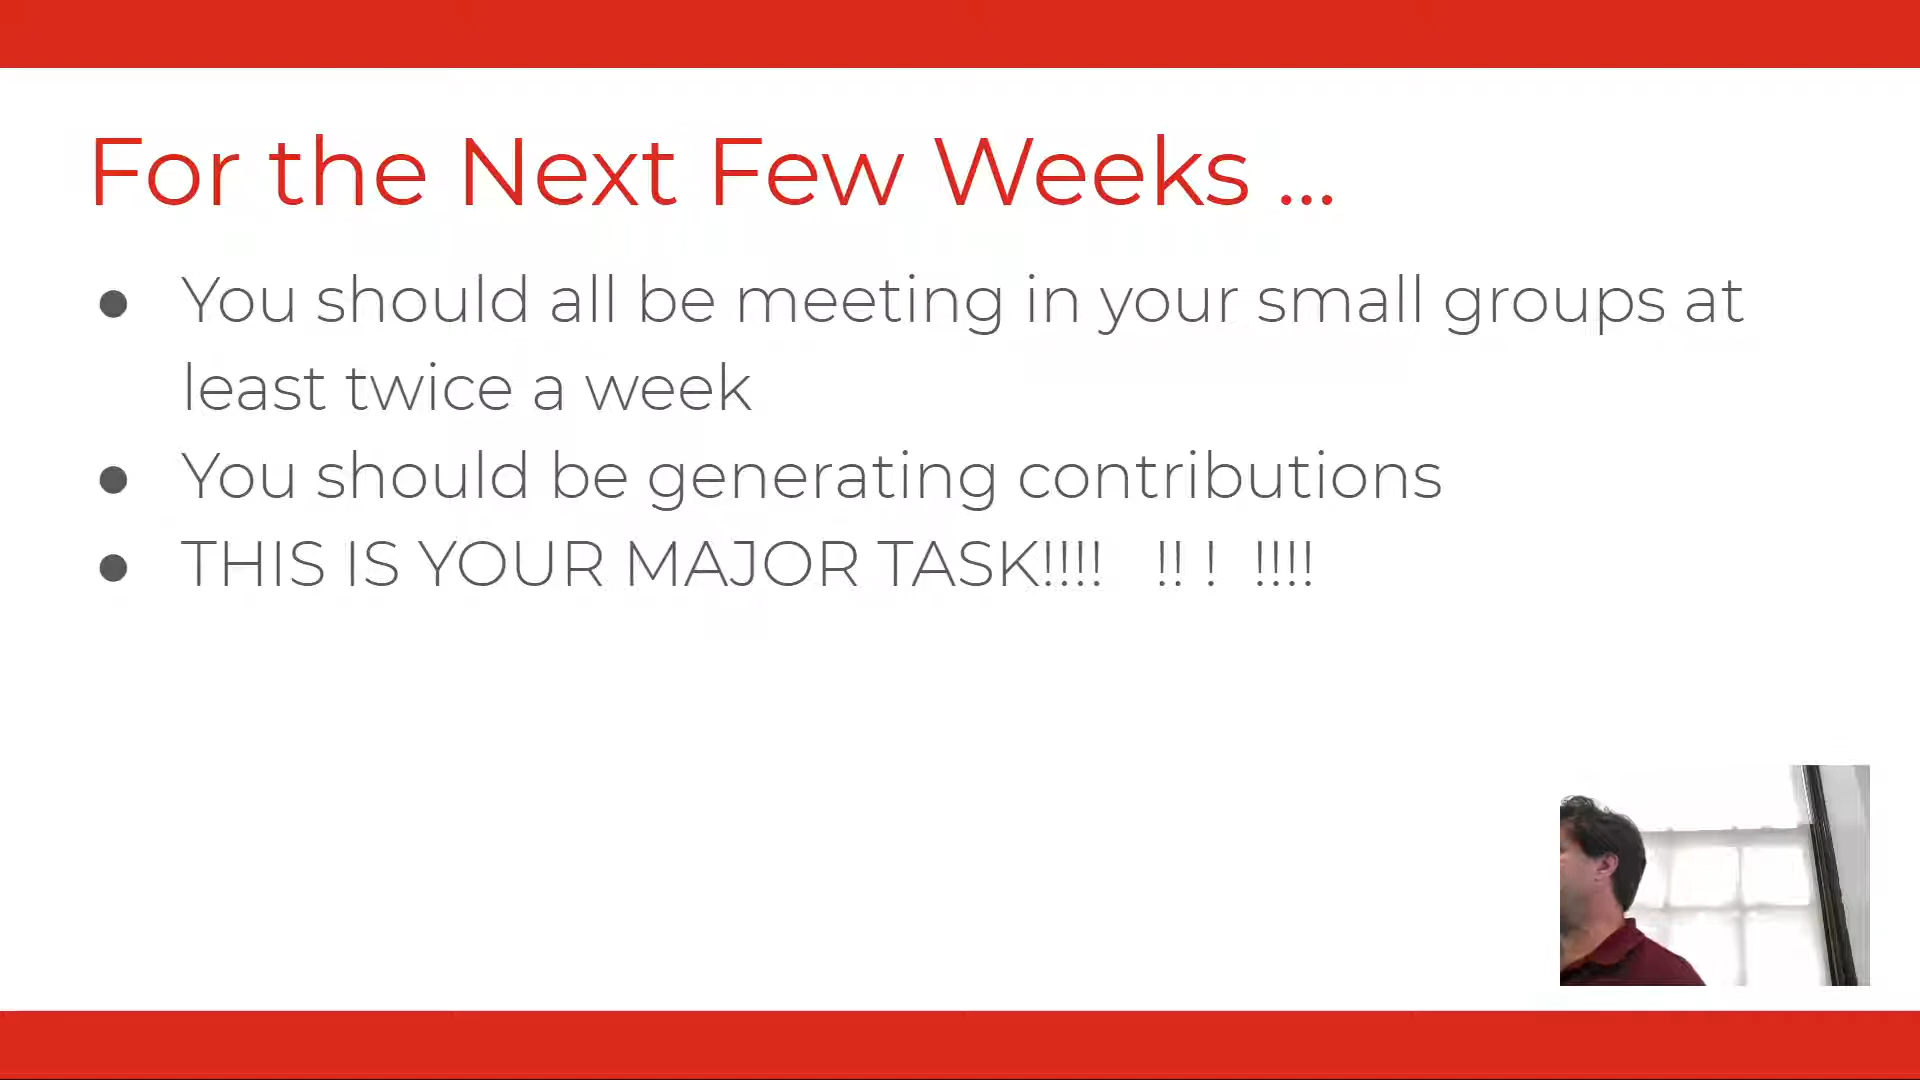 For the Next Few Weeks ...
● You should all be meeting in your small groups at
least twice a week
● You should be generating contributions
● THIS IS YOUR MAJOR TASK!!!! !! ! !!!!